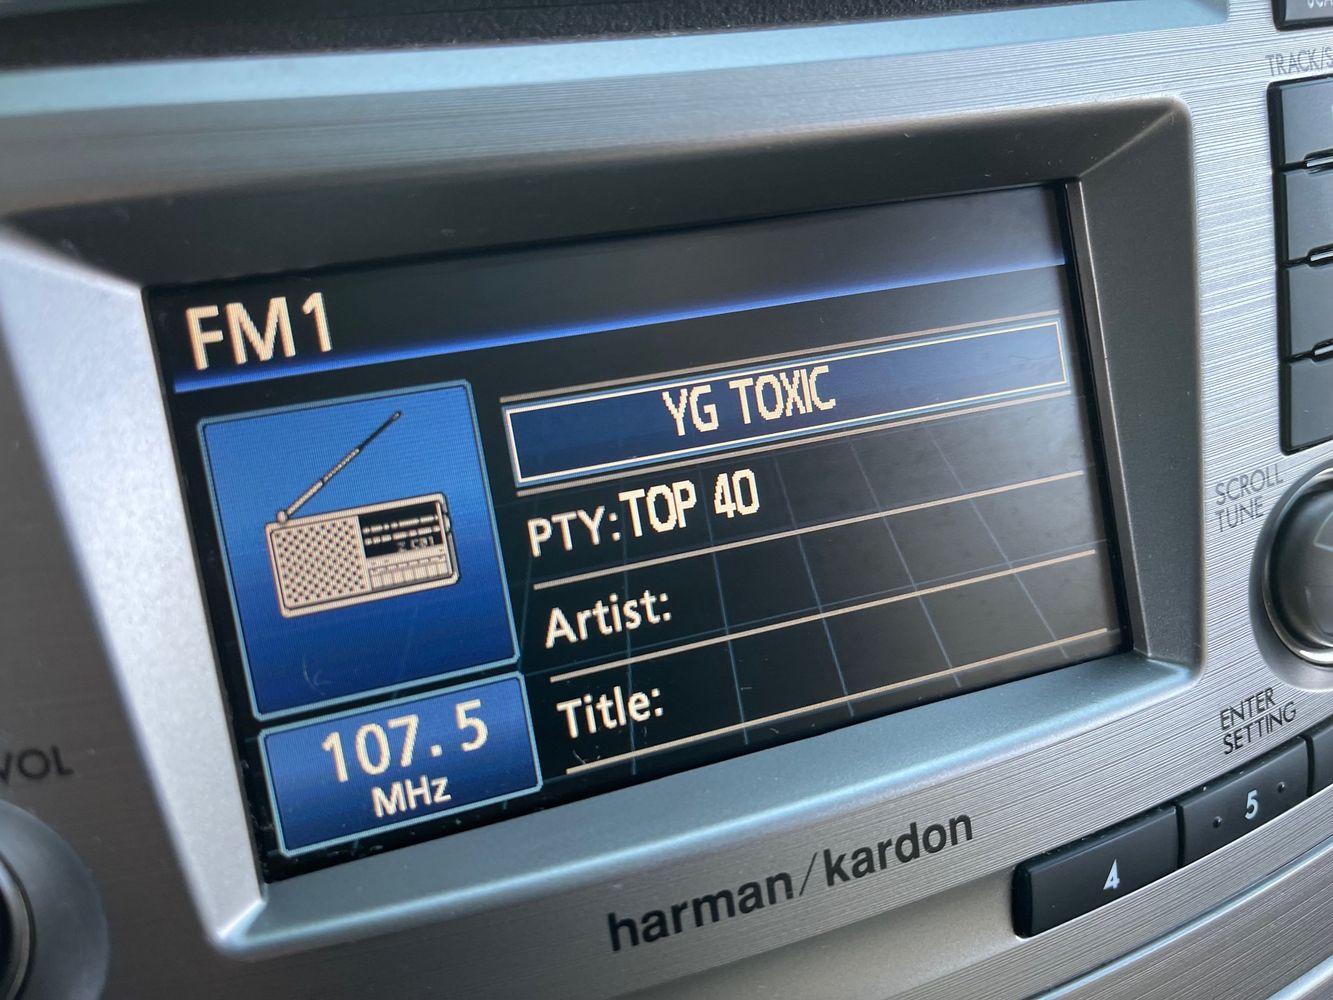 TRACK/S
FM1
YG TOXIC
PTY:TOP 40
Artist:
Title:
107.5
MHz
SCROLL
TUNE
VOL
ENTER
SETTING
harman/kardon
4
5